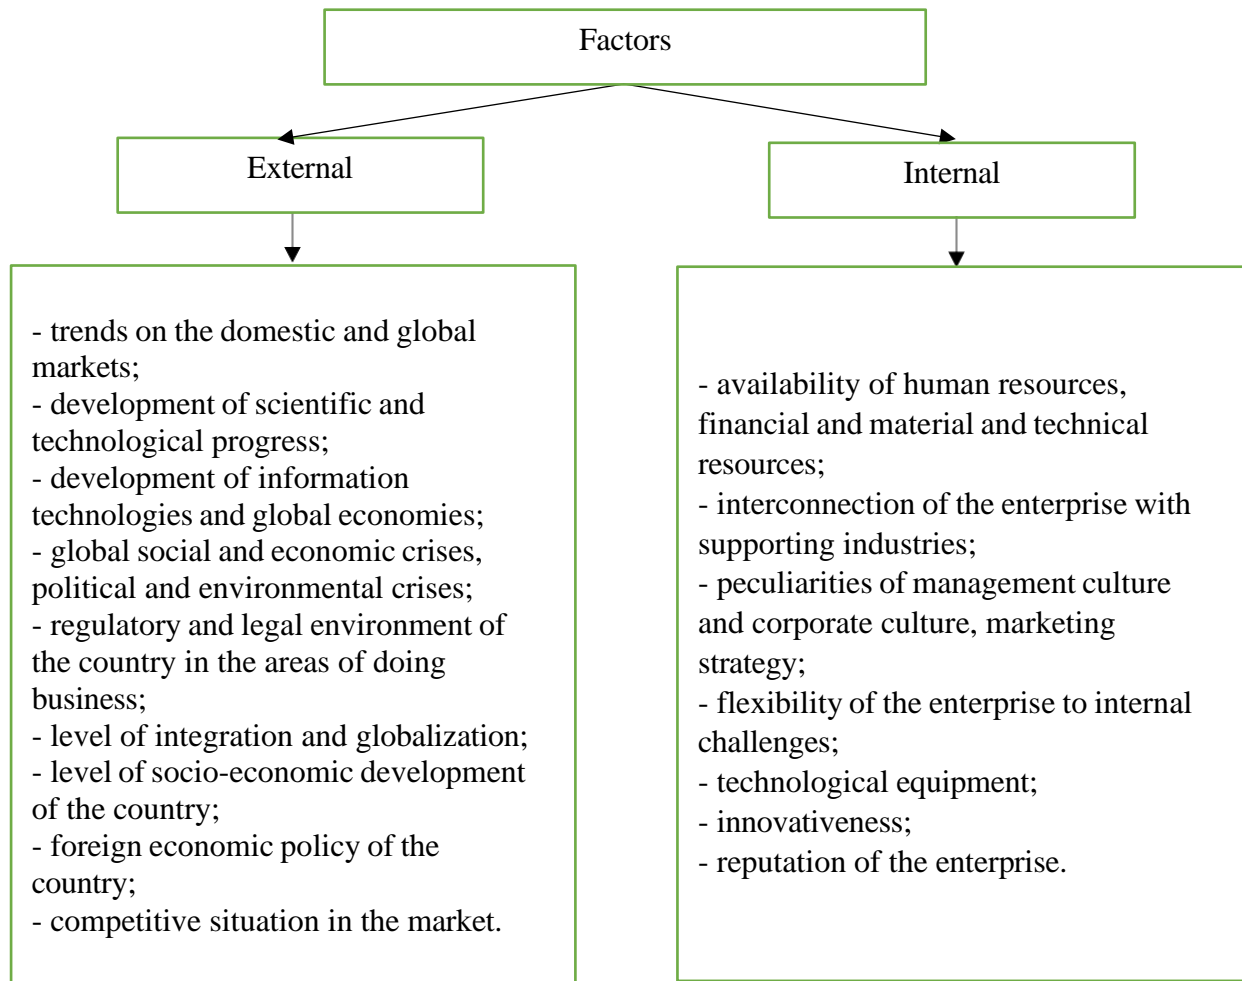 Factors
External
Internal
- trends on the domestic and global
markets;
- development of scientific and
technological progress;
- development of information
technologies and global economies;
- global social and economic crises,
political and environmental crises;
- regulatory and legal environment of
the country in the areas of doing
business;
- level of integration and globalization;
- level of socio-economic development
of the country;
- foreign economic policy of the
country;
- competitive situation in the market.
- availability of human resources,
financial and material and technical
resources;
- interconnection of the enterprise with
supporting industries;
- peculiarities of management culture
and corporate culture, marketing
strategy;
- flexibility of the enterprise to internal
challenges;
- technological equipment;
- innovativeness;
- reputation of the enterprise.